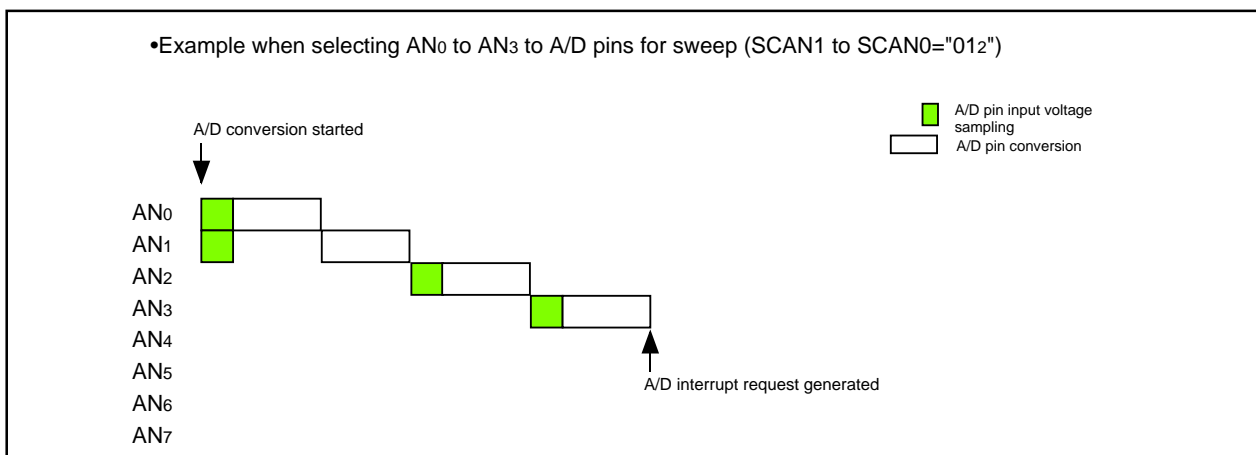 •Example when selecting AN0 to AN3 to A/D pins for sweep (SCAN1 to SCAN0="012")
A/D pin input voltage
sampling
A/D pin conversion
A/D conversion started
AN0
AN1
AN2
AN3
AN4
AN5
AN6
AN7
A/D interrupt request generated